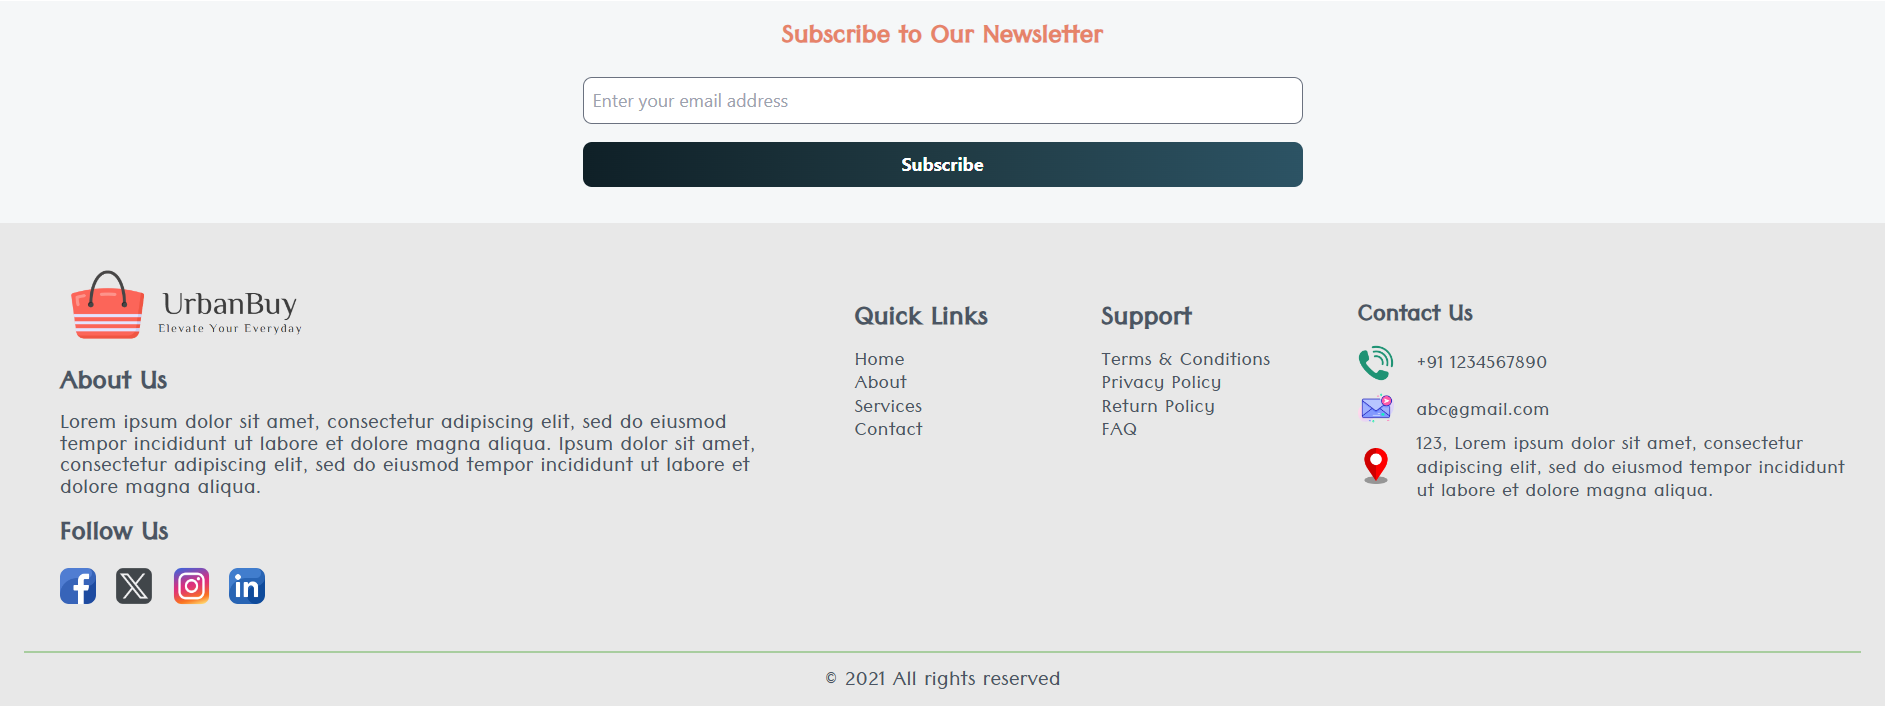 Subscribe to Our Newsletter
Enter your email address
Subscribe
UrbanBuy
Elevate Your Everyday
About Us
Lorem ipsum dolor sit amet, consectetur adipiscing elit, sed do eiusmod
tempor incididunt ut labore et dolore magna aliqua. Ipsum dolor sit amet,
consectetur adipiscing elit, sed do eiusmod tempor incididunt ut labore et
dolore magna aliqua.
Follow Us
Quick Links
Home
About
Services
Contact
Support
Terms & Conditions
Privacy Policy
Return Policy
FAQ
Contact Us
+91 1234567890
abc@gmail.com
123, Lorem ipsum dolor sit amet, consectetur
adipiscing elit, sed do eiusmod tempor incididunt
ut labore et dolore magna aliqua.
© 2021 All rights reserved